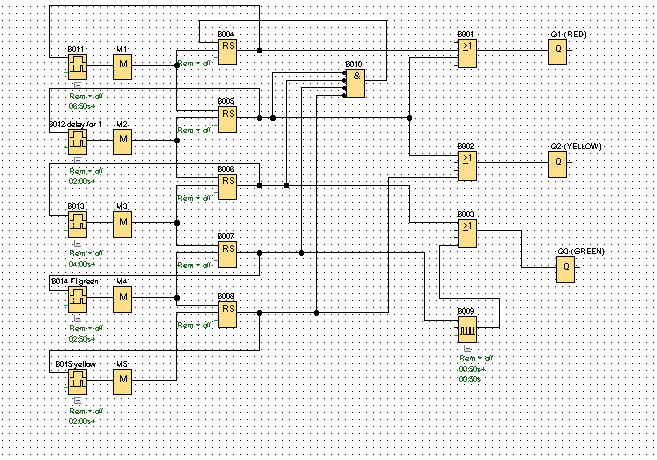 B004
B001
Q1 (RED)
RS
≥1
Q
B011
M1
M
B010
&
Rem = off
Rem = off
06:50s+
B005
RS
B012 delay for 1
M2
M
Rem = off
B002
Q2 (YELLOW)
≥1
Q
Rem = off
02:00s+
B006
RS
Rem = off
B013
M3
M
B003
≥1
B007
RS
Q3 (GREEN)
Q
Rem = off
04:00s+
Rem = off
B014 Fl green
M4
M
B008
RS
B009
Rem = off
Rem = off
02:50s+
B015 yellow
M5
M
Rem = off
00:50s+
00:50s
Rem = off
02:00s+